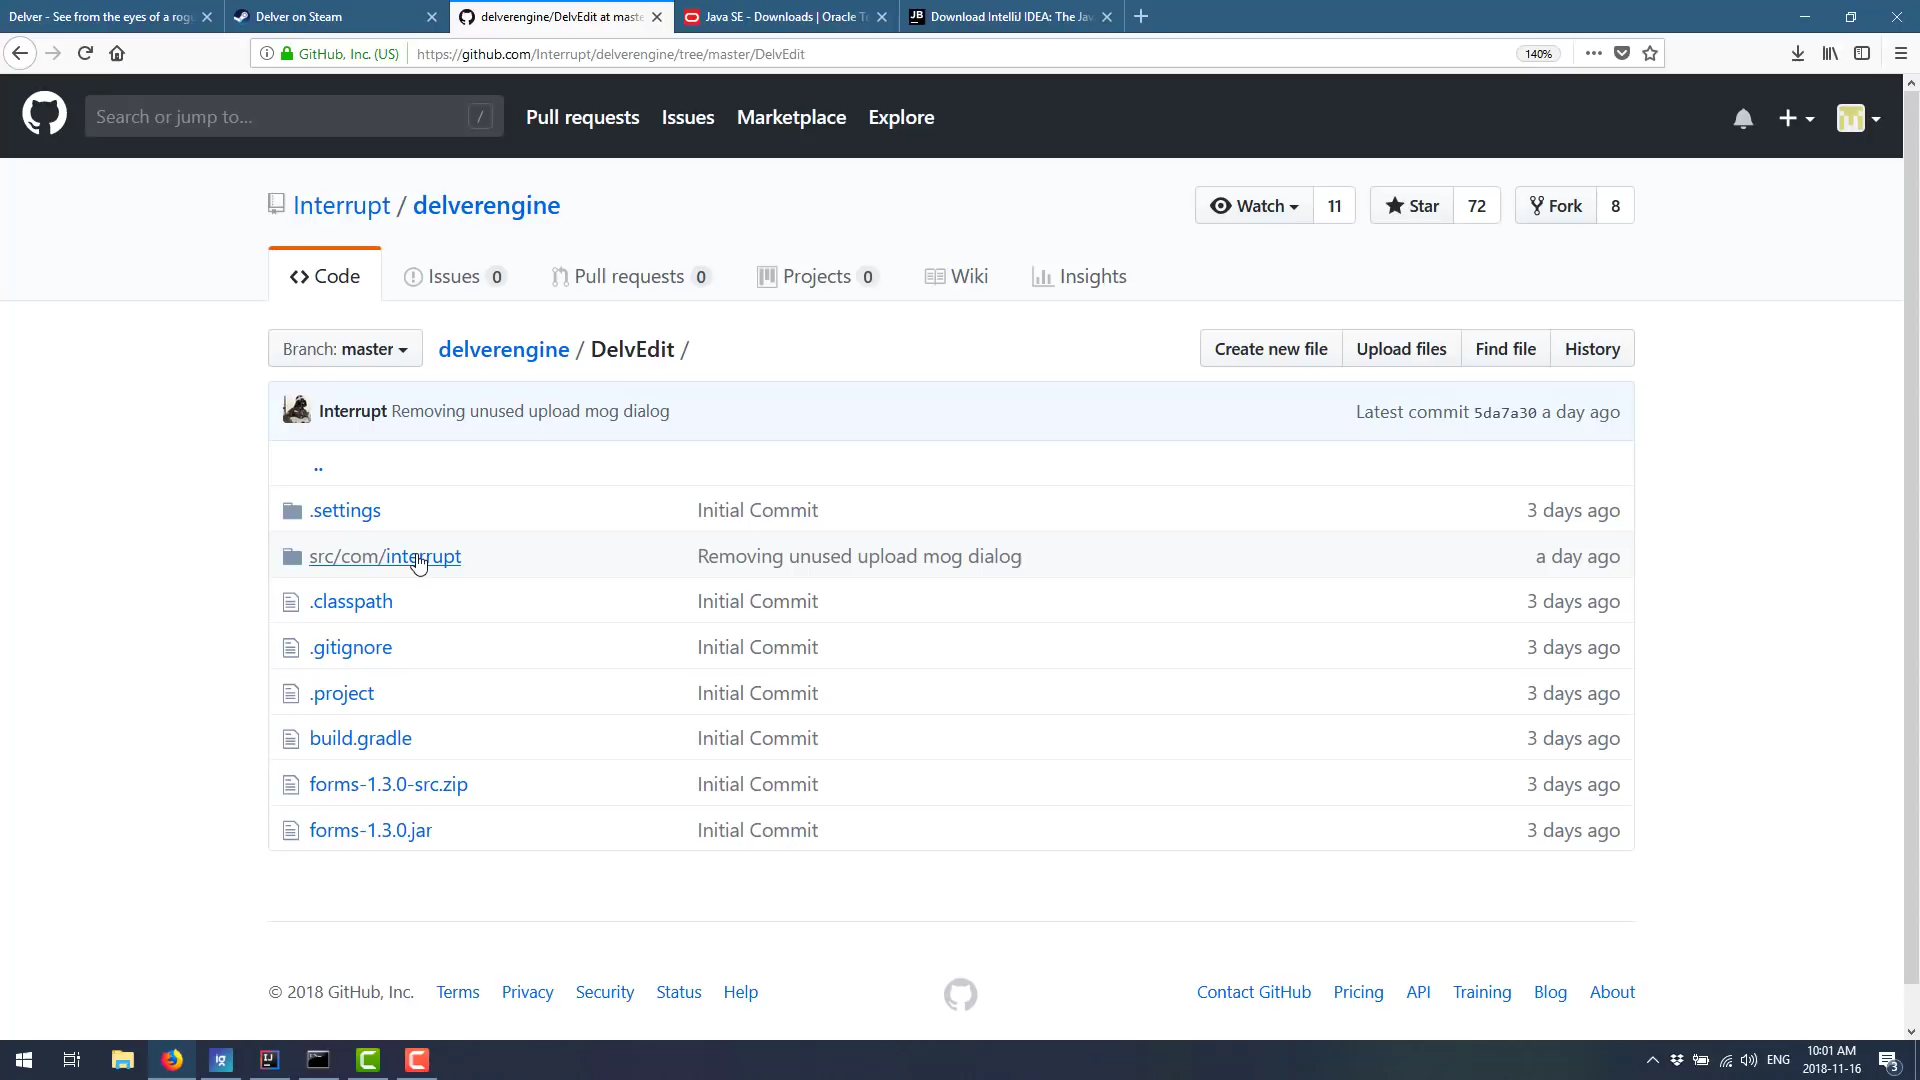 Delver - See from the eyes of a rog
Delver on Steam
delverengine/DelvEdit at maste
Java SE - Downloads | Oracle Te
JB Download IntelliJ IDEA: The Jav
GitHub, Inc. (US)
https://github.com/Interrupt/delverengine/tree/master/DelvEdit
140%
Search or jump to...
/
Pull requests
Issues
Marketplace
Explore
Interrupt / delverengine
Watch 11
Star 72
Fork 8
Code
Issues 0
Pull requests 0
Projects 0
Wiki
Insights
Branch: master
delverengine / DelvEdit /
Create new file
Upload files
Find file
History
Interrupt Removing unused upload mog dialog
Latest commit 5da7a30 a day ago
..
.settings Initial Commit 3 days ago
src/com/interrupt Removing unused upload mog dialog a day ago
.classpath Initial Commit 3 days ago
.gitignore Initial Commit 3 days ago
.project Initial Commit 3 days ago
build.gradle Initial Commit 3 days ago
forms-1.3.0-src.zip Initial Commit 3 days ago
forms-1.3.0.jar Initial Commit 3 days ago
© 2018 GitHub, Inc.
Terms
Privacy
Security
Status
Help
Contact GitHub
Pricing
API
Training
Blog
About
IJ
ENG
10:01 AM
2018-11-16
3